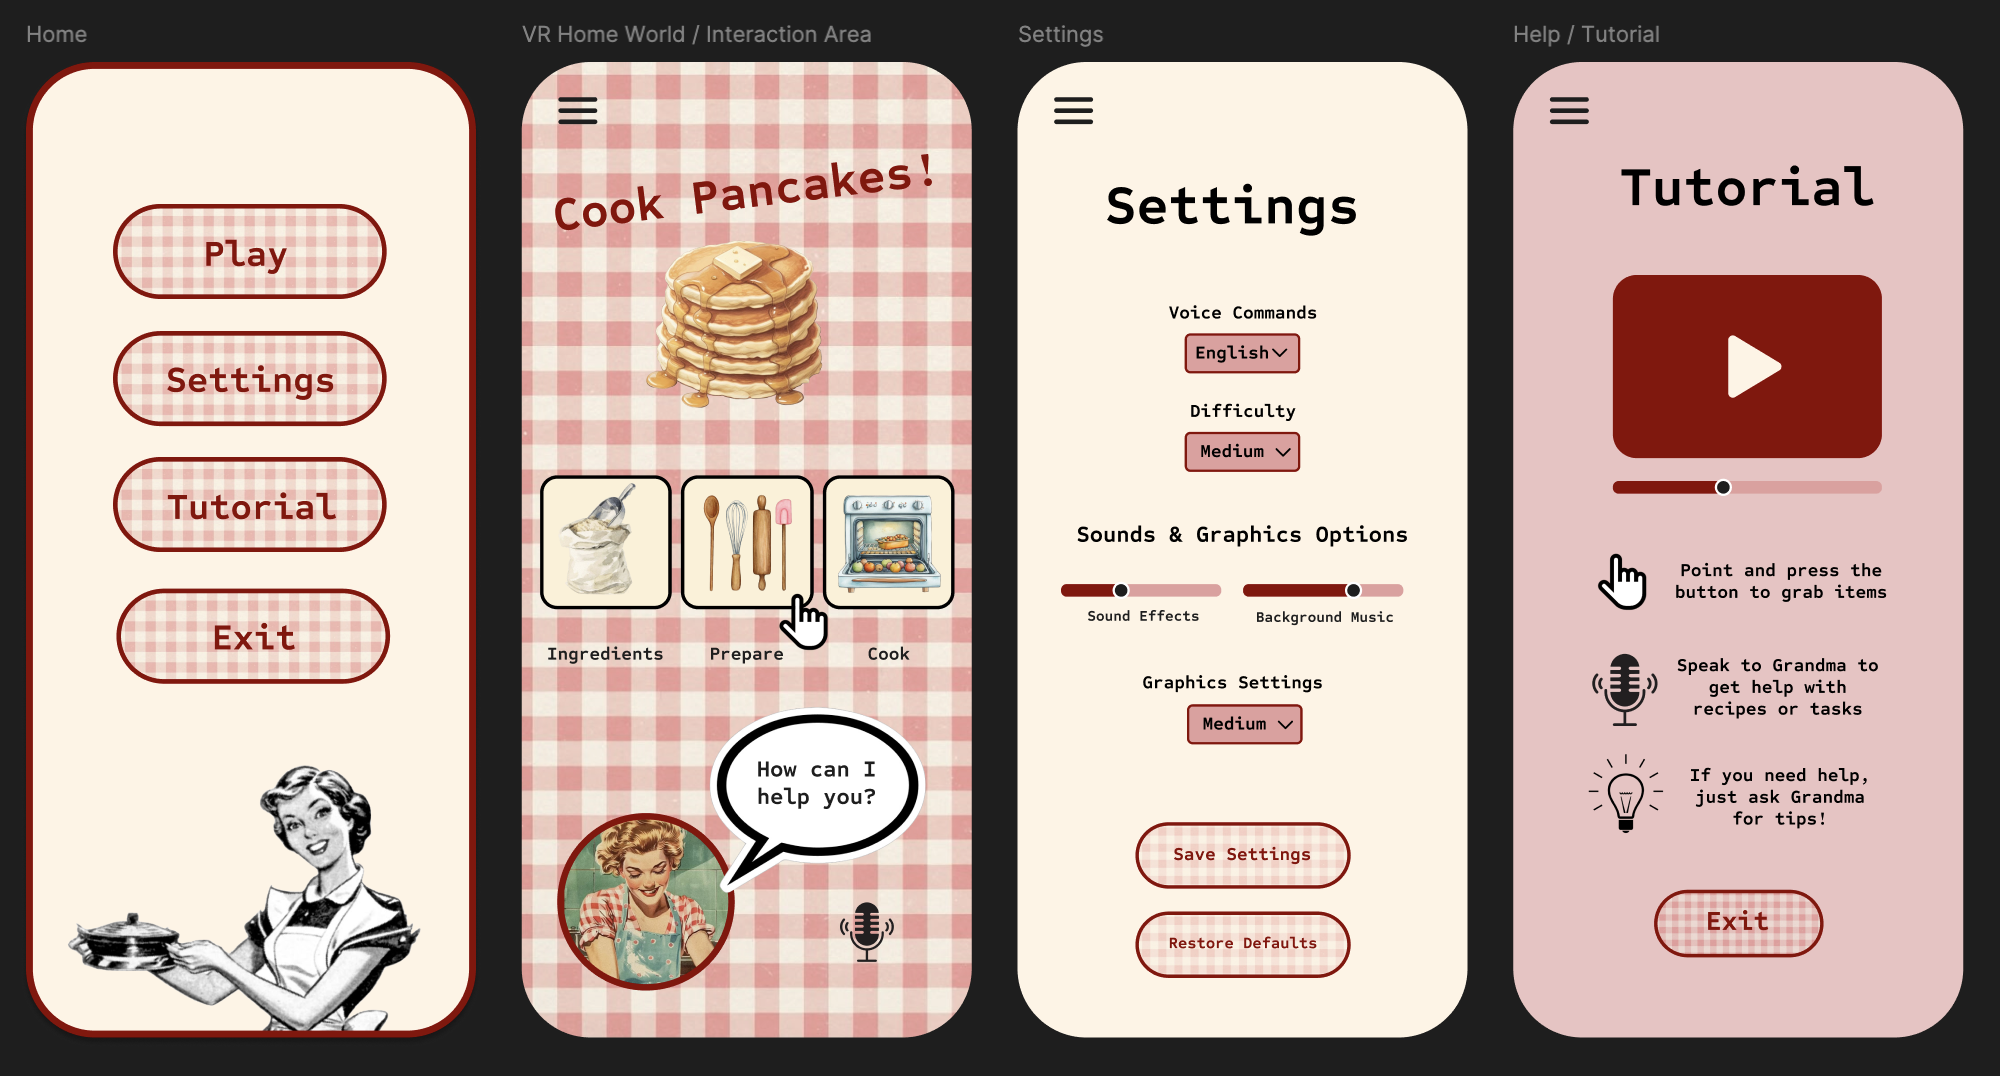 Home
Play
Settings
Tutorial
Exit
VR Home World / Interaction Area
Cook Pancakes!
Ingredients
Prepare
Cook
How can I
help you?
Settings
Settings
Voice Commands
English
Difficulty
Medium
Sounds & Graphics Options
Sound Effects
Background Music
Graphics Settings
Medium
Save Settings
Restore Defaults
Help / Tutorial
Tutorial
Point and press the
button to grab items
Speak to Grandma to
get help with
recipes or tasks
If you need help,
just ask Grandma
for tips!
Exit